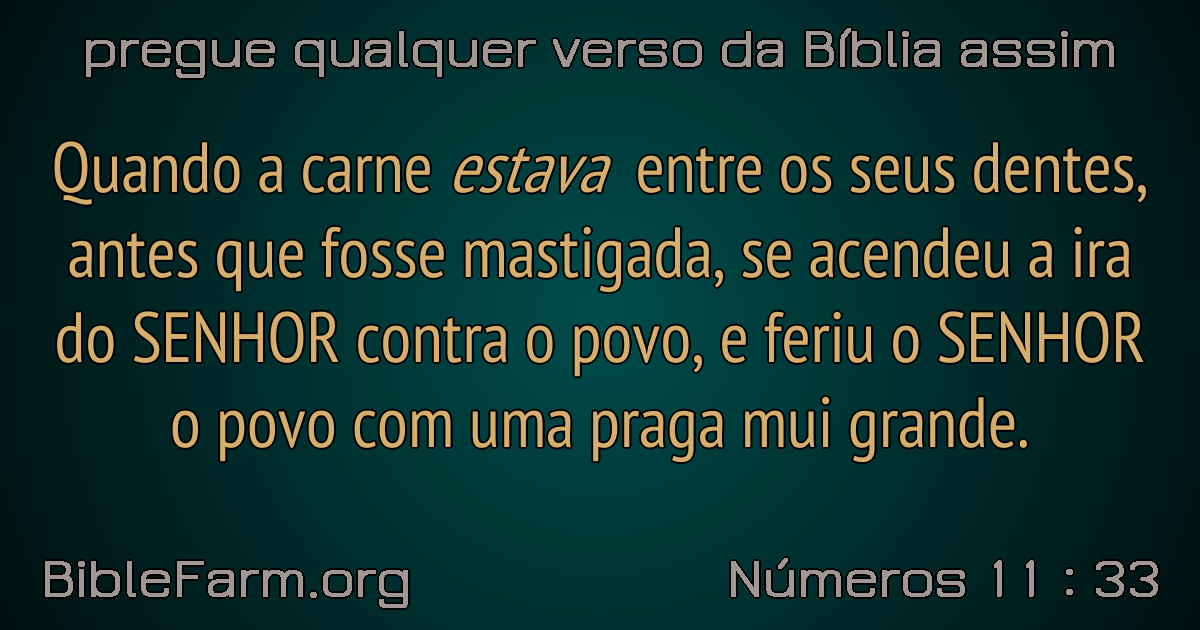 pregue qualquer verso da Bíblia assim
Quando a carne estava entre os seus dentes,
antes que fosse mastigada, se acendeu a ira
do SENHOR contra o povo, e feriu o SENHOR
o povo com uma praga mui grande.
BibleFarm.org
Números 11 : 33